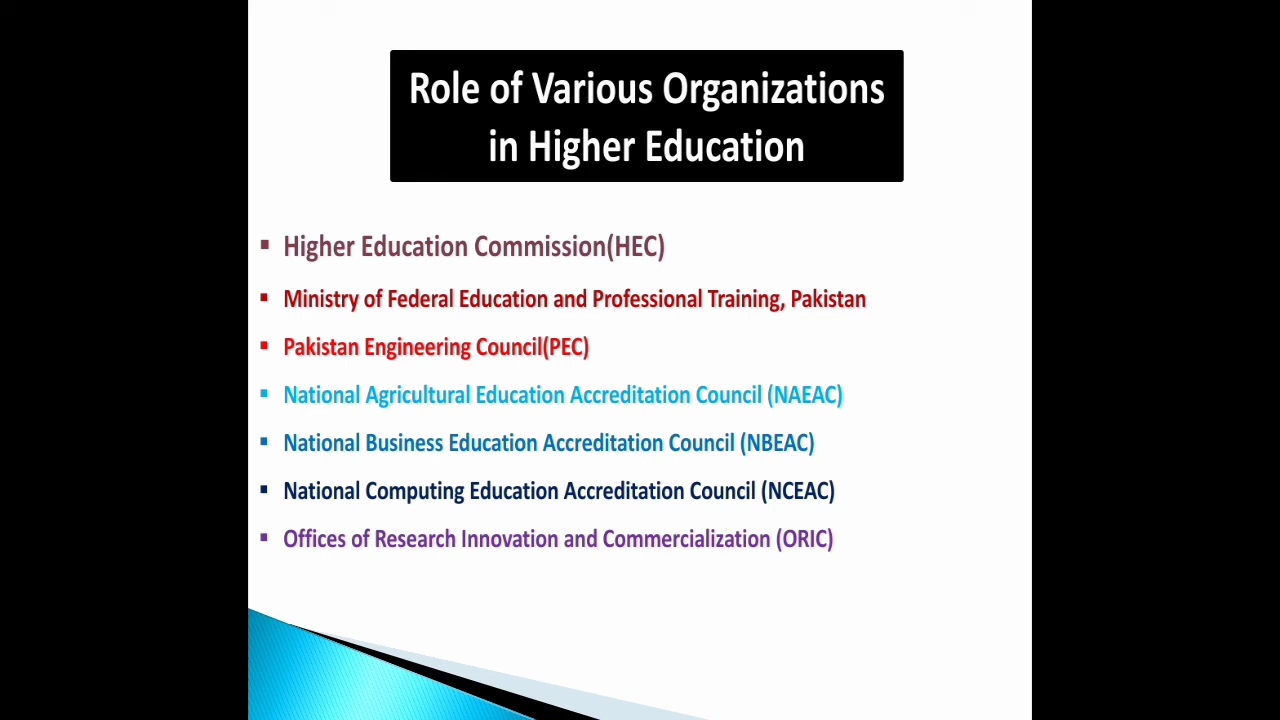 Role of Various Organizations
in Higher Education
▪ Higher Education Commission(HEC)
▪ Ministry of Federal Education and Professional Training, Pakistan
▪ Pakistan Engineering Council(PEC)
▪ National Agricultural Education Accreditation Council (NAEAC)
▪ National Business Education Accreditation Council (NBEAC)
▪ National Computing Education Accreditation Council (NCEAC)
▪ Offices of Research Innovation and Commercialization (ORIC)